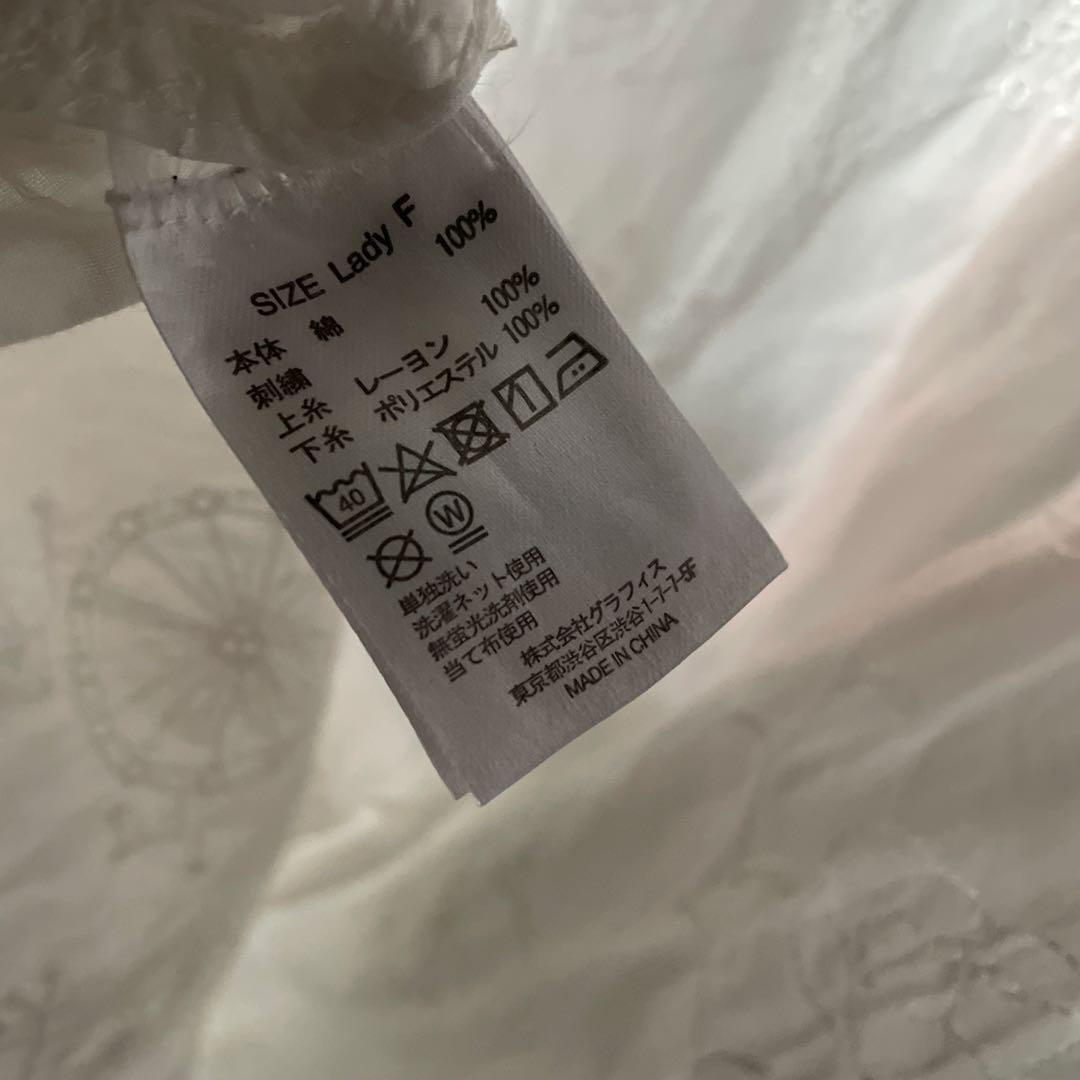 SIZE Lady F
本体 綿 100%
刺繍
上糸 レーヨン 100%
下糸 ポリエステル 100%
40
W
単独洗い
洗濯ネット使用
無蛍光洗剤使用
当て布使用
株式会社グラフィス
東京都渋谷区渋谷1-7-7-5F
MADE IN CHINA